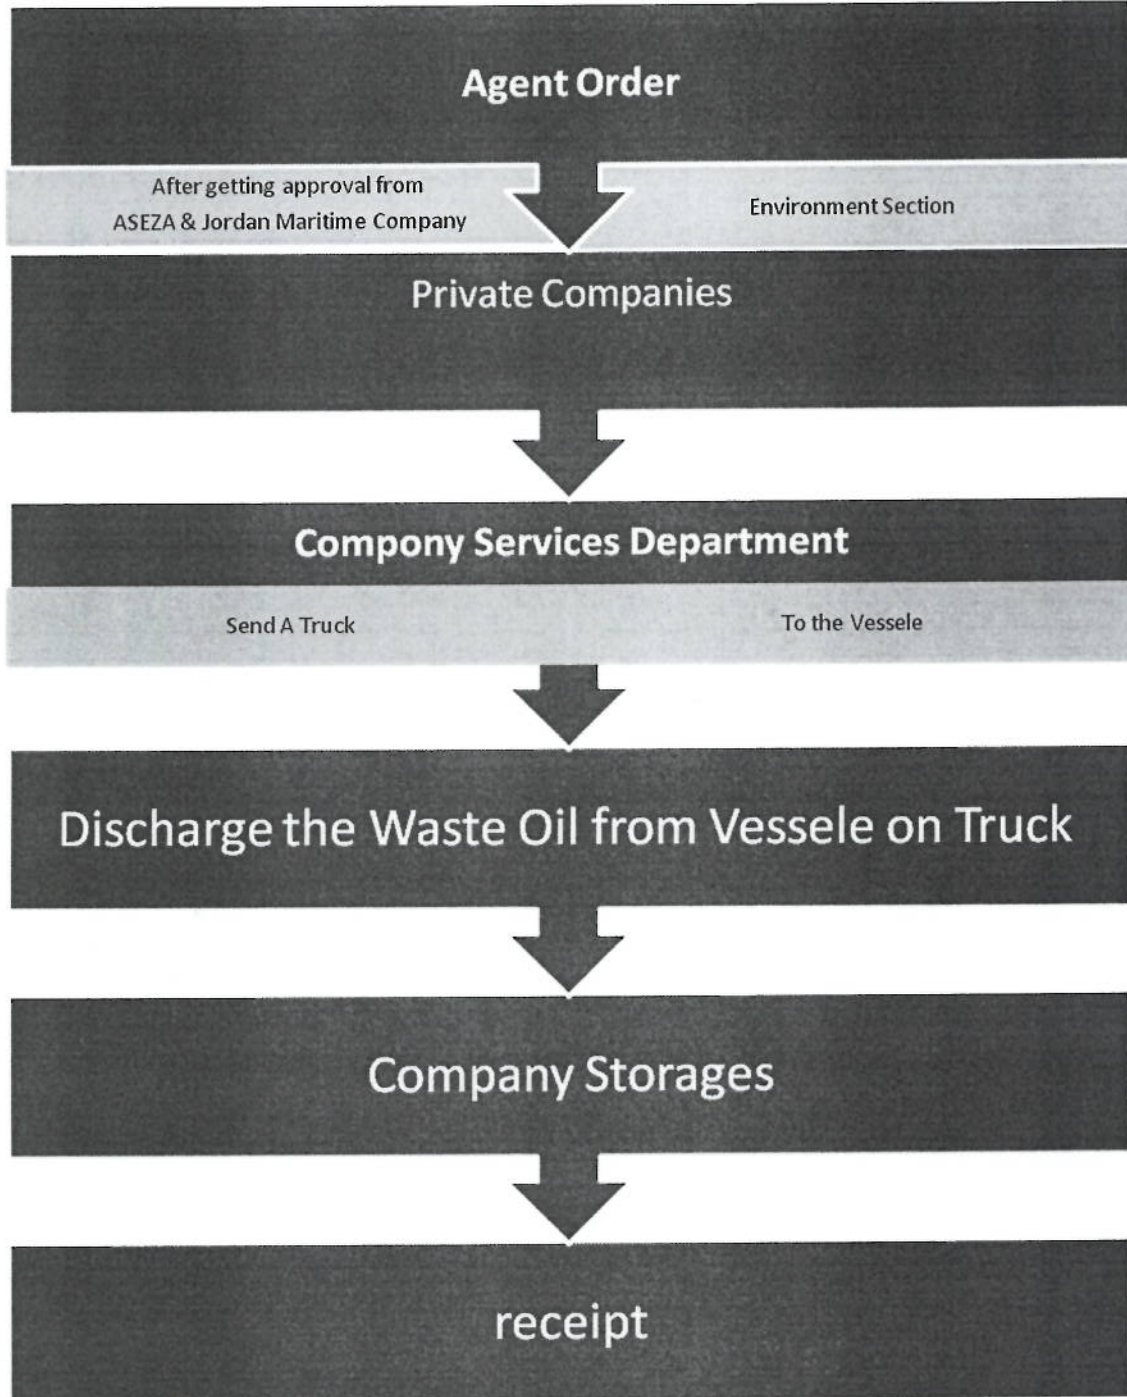 Agent Order
After getting approval from
ASEZA & Jordan Maritime Company
Environment Section
Private Companies
Compony Services Department
Send A Truck
To the Vessele
Discharge the Waste Oil from Vessele on Truck
Company Storages
receipt